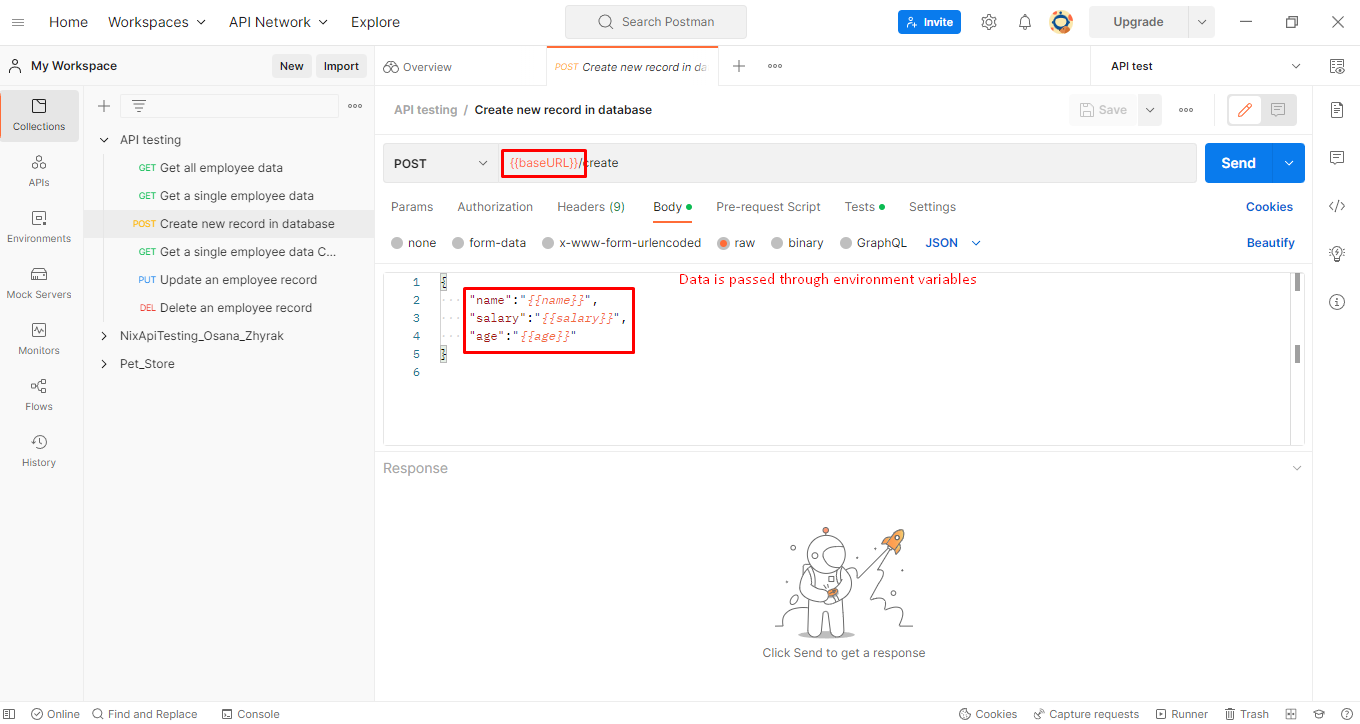 Home Workspaces API Network Explore Search Postman Invite Upgrade
My Workspace New Import Overview POST Create new record in da API test
Collections
APIs
Environments
Mock Servers
Monitors
Flows
History
API testing
GET Get all employee data
GET Get a single employee data
POST Create new record in database
GET Get a single employee data C...
PUT Update an employee record
DEL Delete an employee record
NixApiTesting_Osana_Zhyrak
Pet_Store
API testing / Create new record in database Save
POST {{baseURL}}/create Send
Params Authorization Headers (9) Body Pre-request Script Tests Settings Cookies
none form-data x-www-form-urlencoded raw binary GraphQL JSON Beautify
Data is passed through environment variables
1 {
2 "name":"{{name}}",
3 "salary":"{{salary}}",
4 "age":"{{age}}"
5 }
6
Response
Click Send to get a response
Online Find and Replace Console Cookies Capture requests Runner Trash